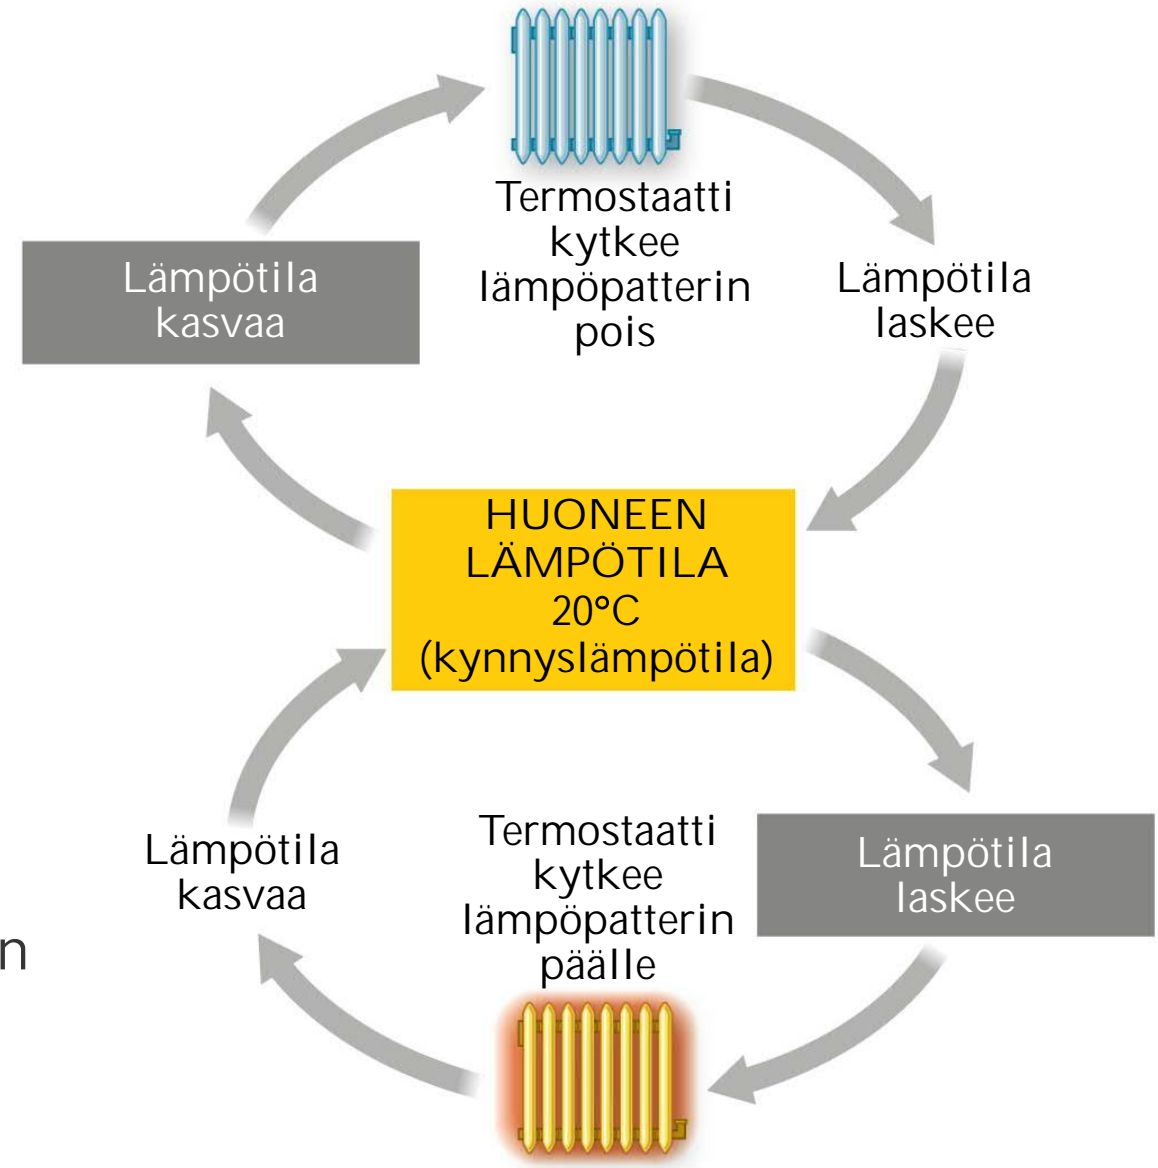 Termostaatti
kytkee
lämpöpatterin
pois
Lämpötila
kasvaa
Lämpötila
laskee
HUONEEN
LÄMPÖTILA
20°C
(kynnyslämpötila)
Lämpötila
kasvaa
Termostaatti
kytkee
lämpöpatterin
päälle
Lämpötila
laskee
n